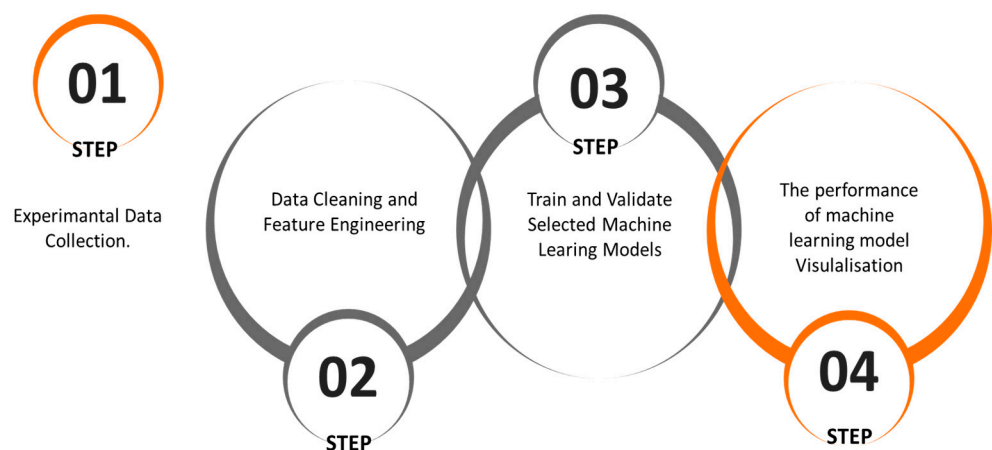 01
STEP
Experimantal Data
Collection.
02
STEP
Data Cleaning and
Feature Engineering
03
STEP
Train and Validate
Selected Machine
Learing Models
04
STEP
The performance
of machine
learning model
Visulalisation